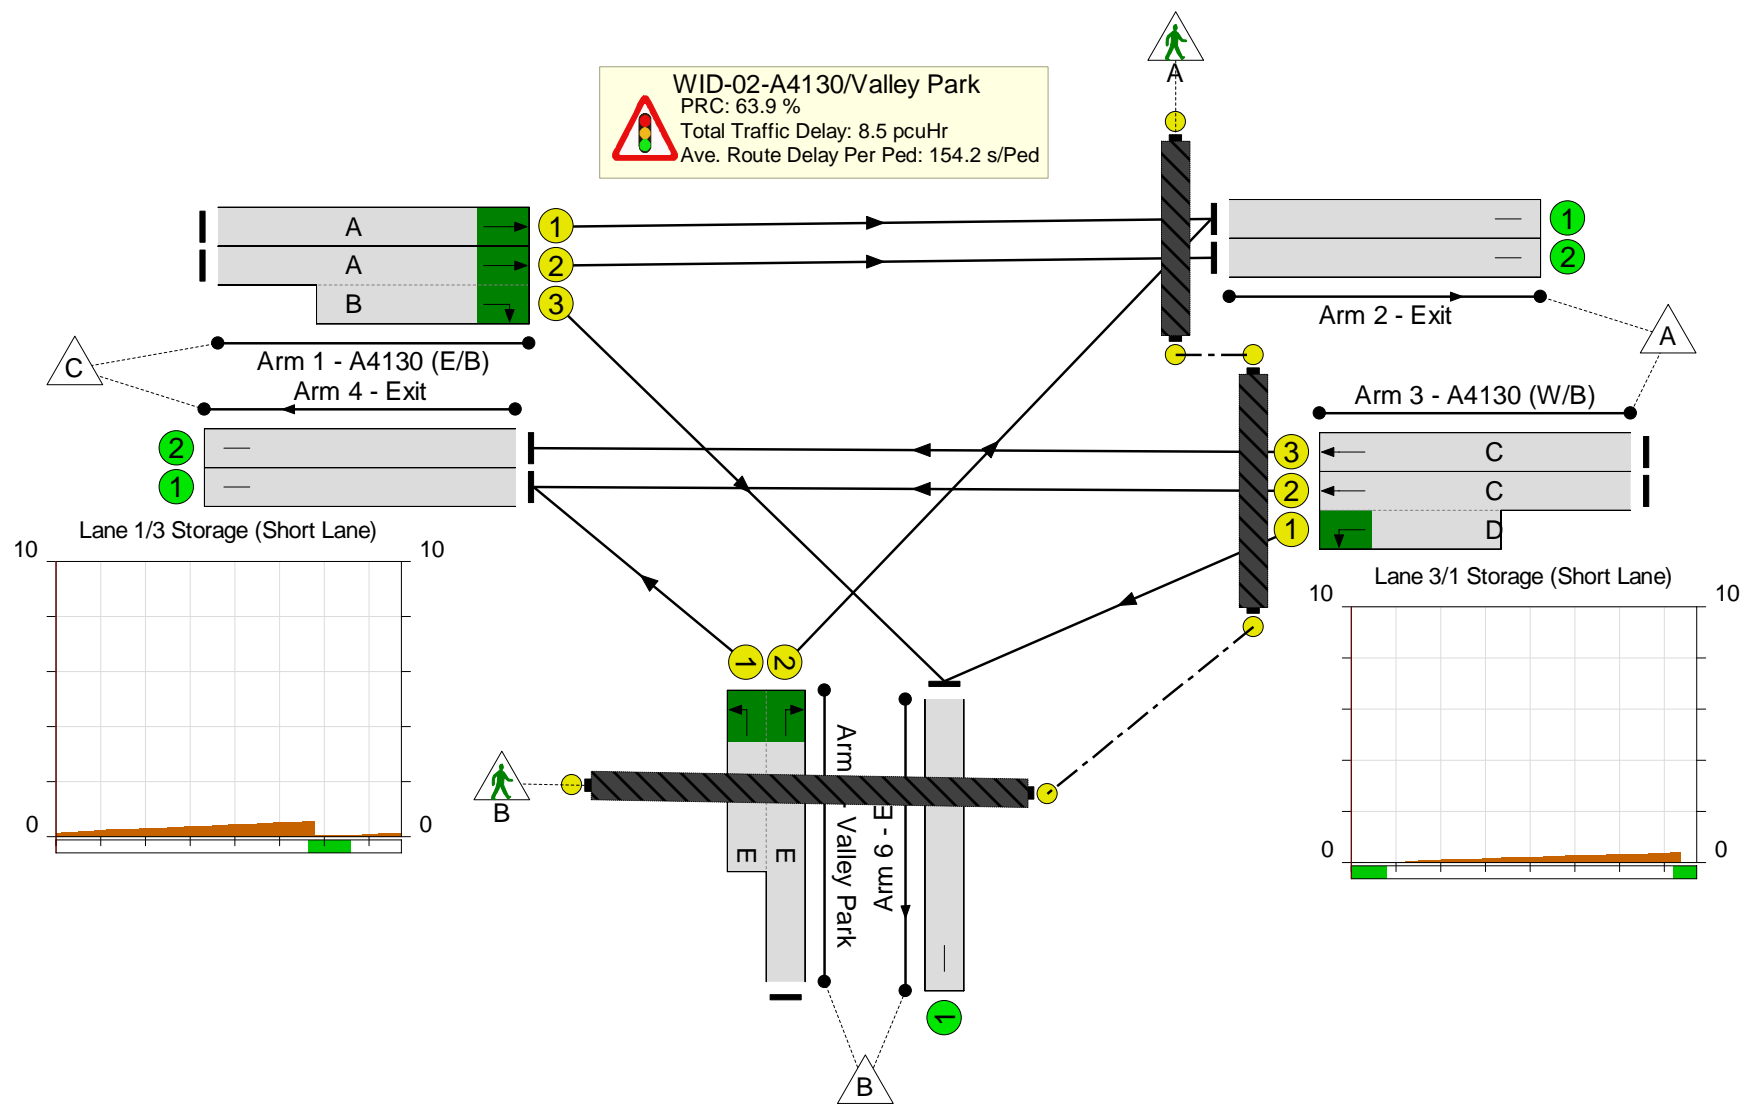 A
WID-02-A4130/Valley Park
PRC: 63.9 %
Total Traffic Delay: 8.5 pcuHr
Ave. Route Delay Per Ped: 154.2 s/Ped
A
1
A
2
B
3
1
2
Arm 1 - A4130 (E/B)
Arm 2 - Exit
C
A
Arm 4 - Exit
Arm 3 - A4130 (W/B)
2
1
3
C
2
C
1
D
Lane 1/3 Storage (Short Lane)
10
10
0
0
Lane 3/1 Storage (Short Lane)
10
10
0
0
1
2
E
E
Arm
Valley Park
Arm 6 - E
B
1
B